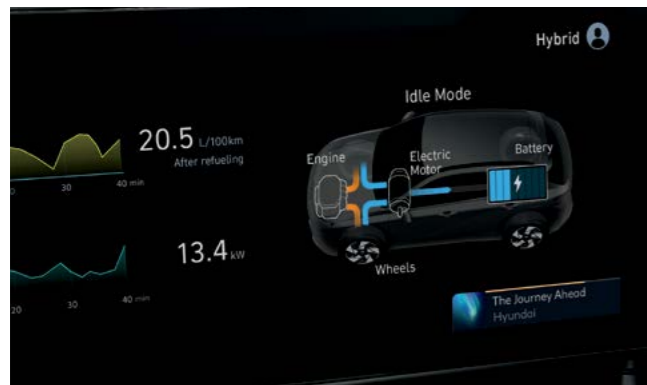 Hybrid
Idle Mode
20.5 L/100km
After refueling
Engine
Electric
Motor
Battery
30
40 min
13.4 kW
Wheels
20
30
40 min
The Journey Ahead
Hyundai